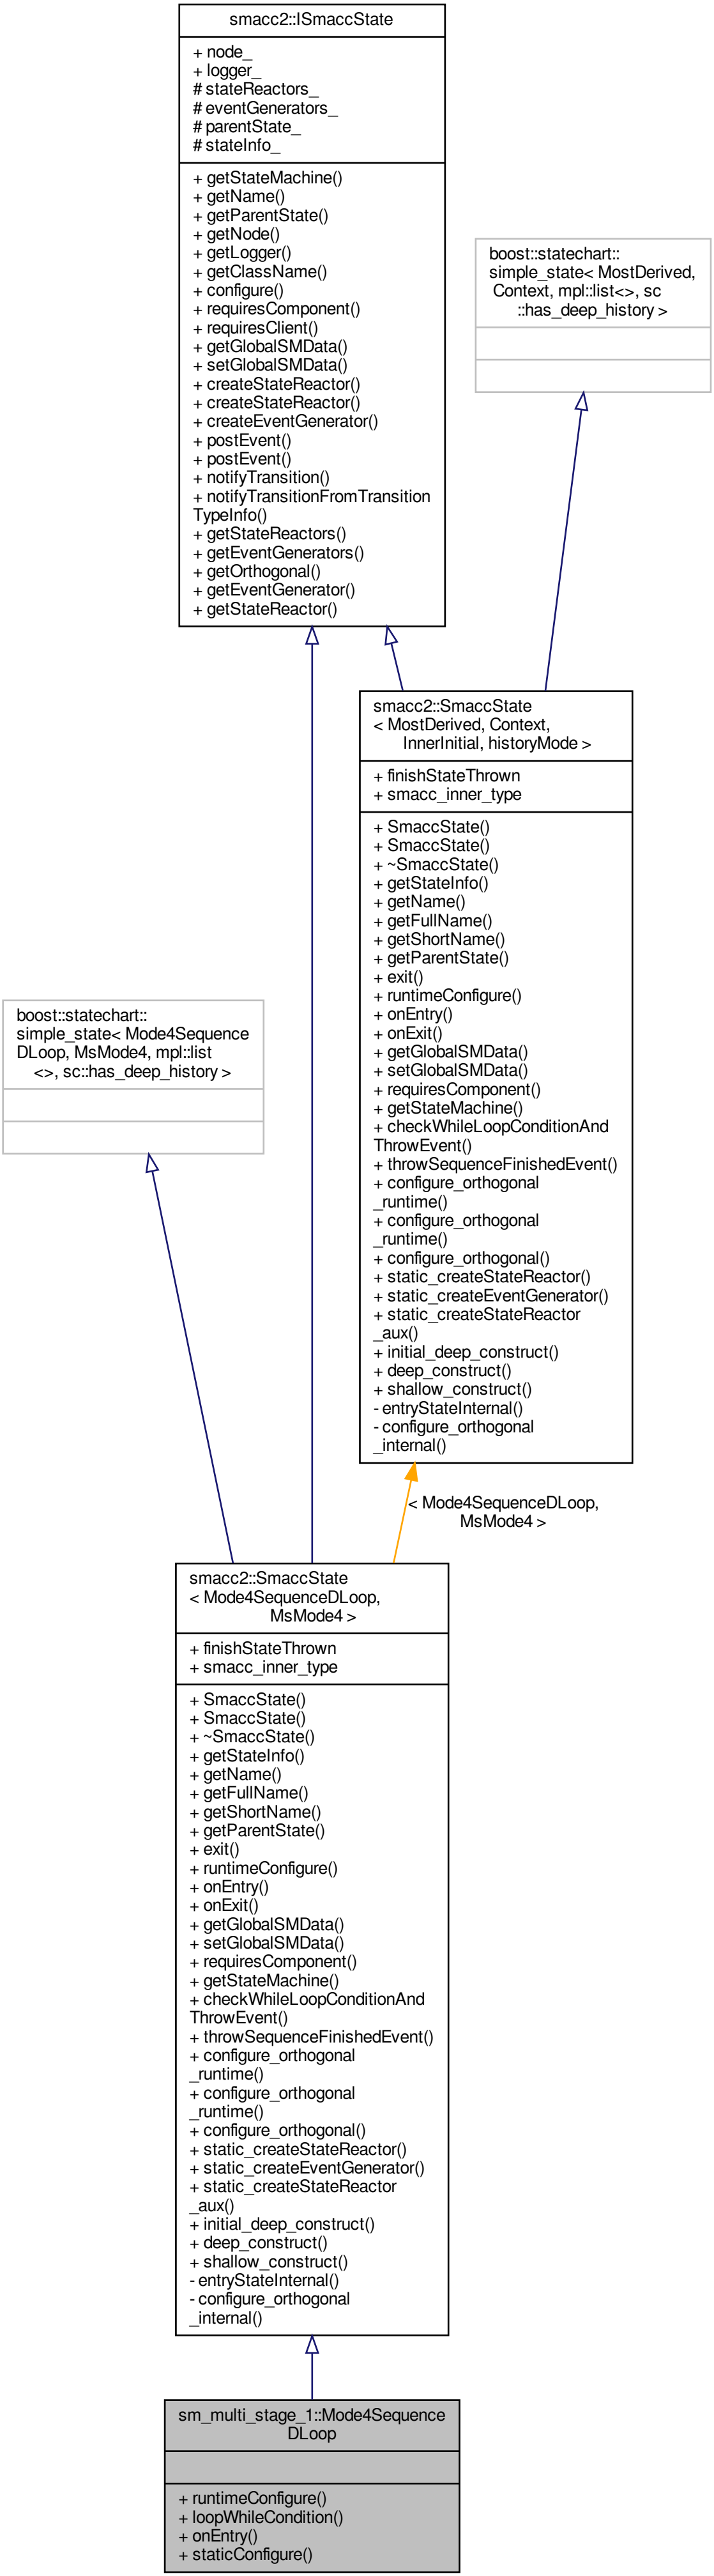 smacc2::ISmaccState
+ node_
+ logger_
# stateReactors_
# eventGenerators_
# parentState_
# stateInfo_
+ getStateMachine()
+ getName()
+ getParentState()
+ getNode()
+ getLogger()
+ getClassName()
+ configure()
+ requiresComponent()
+ requiresClient()
+ getGlobalSMData()
+ setGlobalSMData()
+ createStateReactor()
+ createStateReactor()
+ createEventGenerator()
+ postEvent()
+ postEvent()
+ notifyTransition()
+ notifyTransitionFromTransition
TypeInfo()
+ getStateReactors()
+ getEventGenerators()
+ getOrthogonal()
+ getEventGenerator()
+ getStateReactor()
boost::statechart::
simple_state< MostDerived,
Context, mpl::list<>, sc
::has_deep_history >
smacc2::SmaccState
< MostDerived, Context,
InnerInitial, historyMode >
+ finishStateThrown
+ smacc_inner_type
+ SmaccState()
+ SmaccState()
+ ~SmaccState()
+ getStateInfo()
+ getName()
+ getFullName()
+ getShortName()
+ getParentState()
+ exit()
+ runtimeConfigure()
+ onEntry()
+ onExit()
+ getGlobalSMData()
+ setGlobalSMData()
+ requiresComponent()
+ getStateMachine()
+ checkWhileLoopConditionAnd
ThrowEvent()
+ throwSequenceFinishedEvent()
+ configure_orthogonal
_runtime()
+ configure_orthogonal
_runtime()
+ configure_orthogonal()
+ static_createStateReactor()
+ static_createEventGenerator()
+ static_createStateReactor
_aux()
+ initial_deep_construct()
+ deep_construct()
+ shallow_construct()
- entryStateInternal()
- configure_orthogonal
_internal()
boost::statechart::
simple_state< Mode4Sequence
DLoop, MsMode4, mpl::list
<>, sc::has_deep_history >
< Mode4SequenceDLoop,
MsMode4 >
smacc2::SmaccState
< Mode4SequenceDLoop,
MsMode4 >
+ finishStateThrown
+ smacc_inner_type
+ SmaccState()
+ SmaccState()
+ ~SmaccState()
+ getStateInfo()
+ getName()
+ getFullName()
+ getShortName()
+ getParentState()
+ exit()
+ runtimeConfigure()
+ onEntry()
+ onExit()
+ getGlobalSMData()
+ setGlobalSMData()
+ requiresComponent()
+ getStateMachine()
+ checkWhileLoopConditionAnd
ThrowEvent()
+ throwSequenceFinishedEvent()
+ configure_orthogonal
_runtime()
+ configure_orthogonal
_runtime()
+ configure_orthogonal()
+ static_createStateReactor()
+ static_createEventGenerator()
+ static_createStateReactor
_aux()
+ initial_deep_construct()
+ deep_construct()
+ shallow_construct()
- entryStateInternal()
- configure_orthogonal
_internal()
sm_multi_stage_1::Mode4Sequence
DLoop
+ runtimeConfigure()
+ loopWhileCondition()
+ onEntry()
+ staticConfigure()